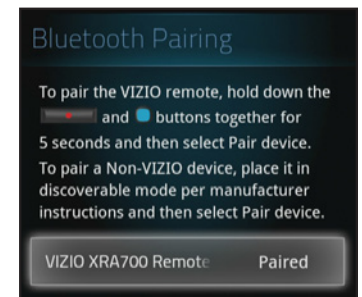 Bluetooth Pairing
To pair the VIZIO remote, hold down the
and buttons together for
5 seconds and then select Pair device.
To pair a Non-VIZIO device, place it in
discoverable mode per manufacturer
instructions and then select Pair device.
VIZIO XRA700 Remote Paired